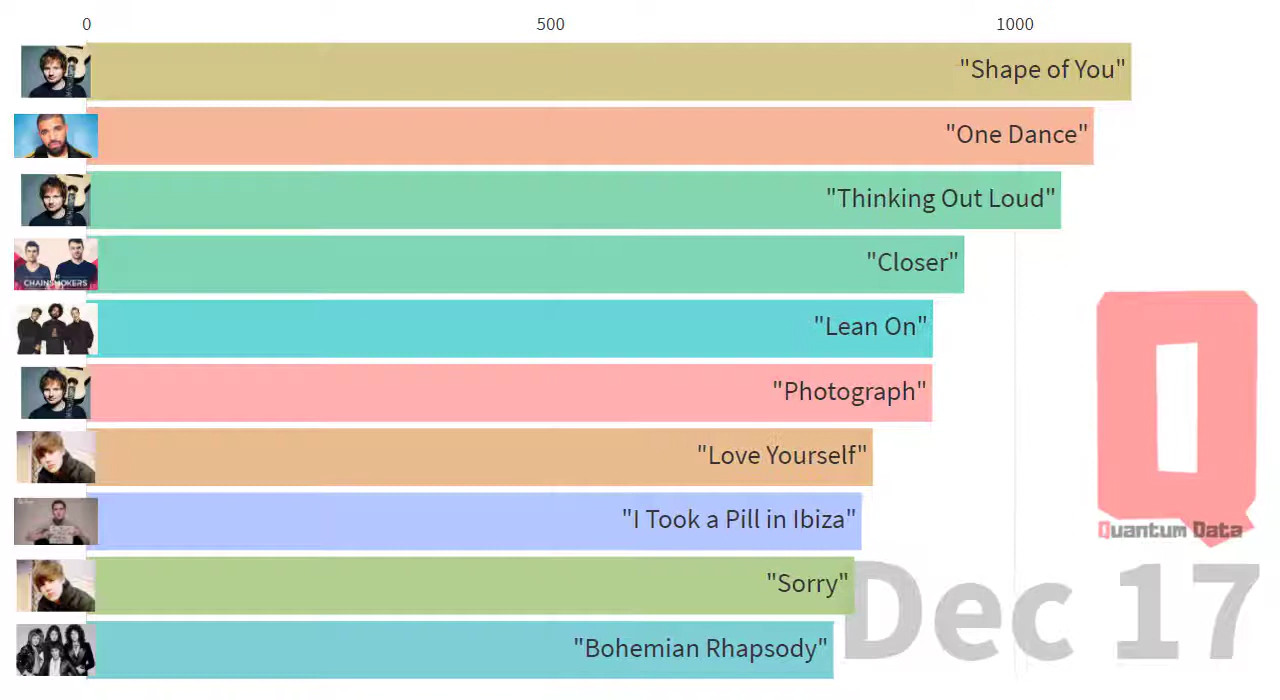 0 500 1000
"Shape of You"
"One Dance"
"Thinking Out Loud"
"Closer"
CHAINSMOKERS
"Lean On"
"Photograph"
"Love Yourself"
"I Took a Pill in Ibiza"
"Sorry"
"Bohemian Rhapsody"
Quantum Data
Dec 17